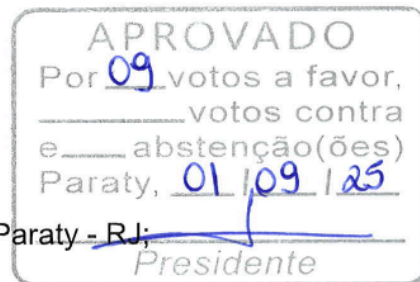 APROVADO
Por 09 votos a favor,
votos contra
e abstenção(ões)
Paraty, 01 / 09 / 25
Paraty - RJ;
Presidente